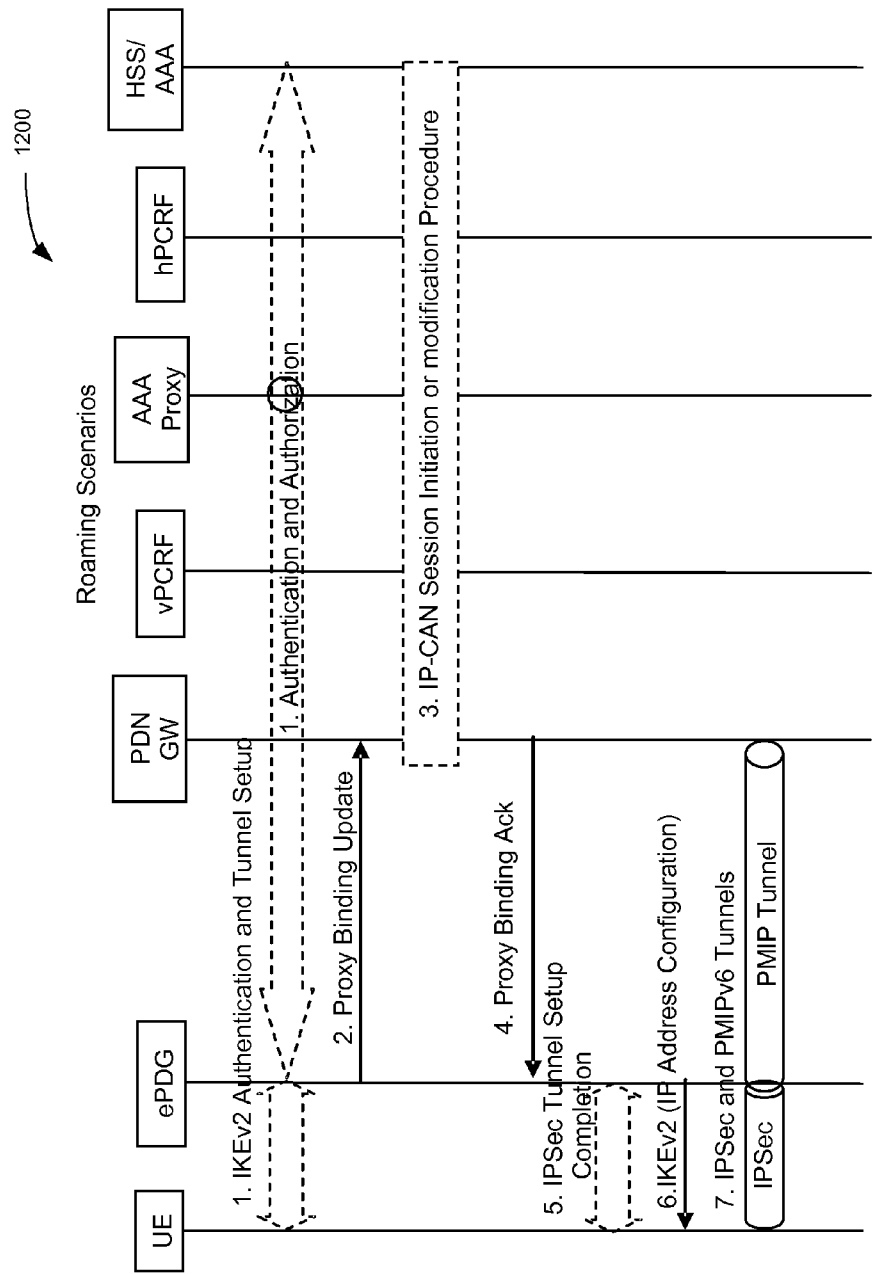 1200
Roaming Scenarios
UE
ePDG
PDN
GW
vPCRF
AAA
Proxy
hPCRF
HSS/
AAA
1. IKEv2 Authentication and Tunnel Setup
1. Authentication and Authorization
2. Proxy Binding Update
3. IP-CAN Session Initiation or modification Procedure
4. Proxy Binding Ack
5. IPSec Tunnel Setup
Completion
6.IKEv2 (IP Address Configuration)
7. IPSec and PMIPv6 Tunnels
IPSec
PMIP Tunnel